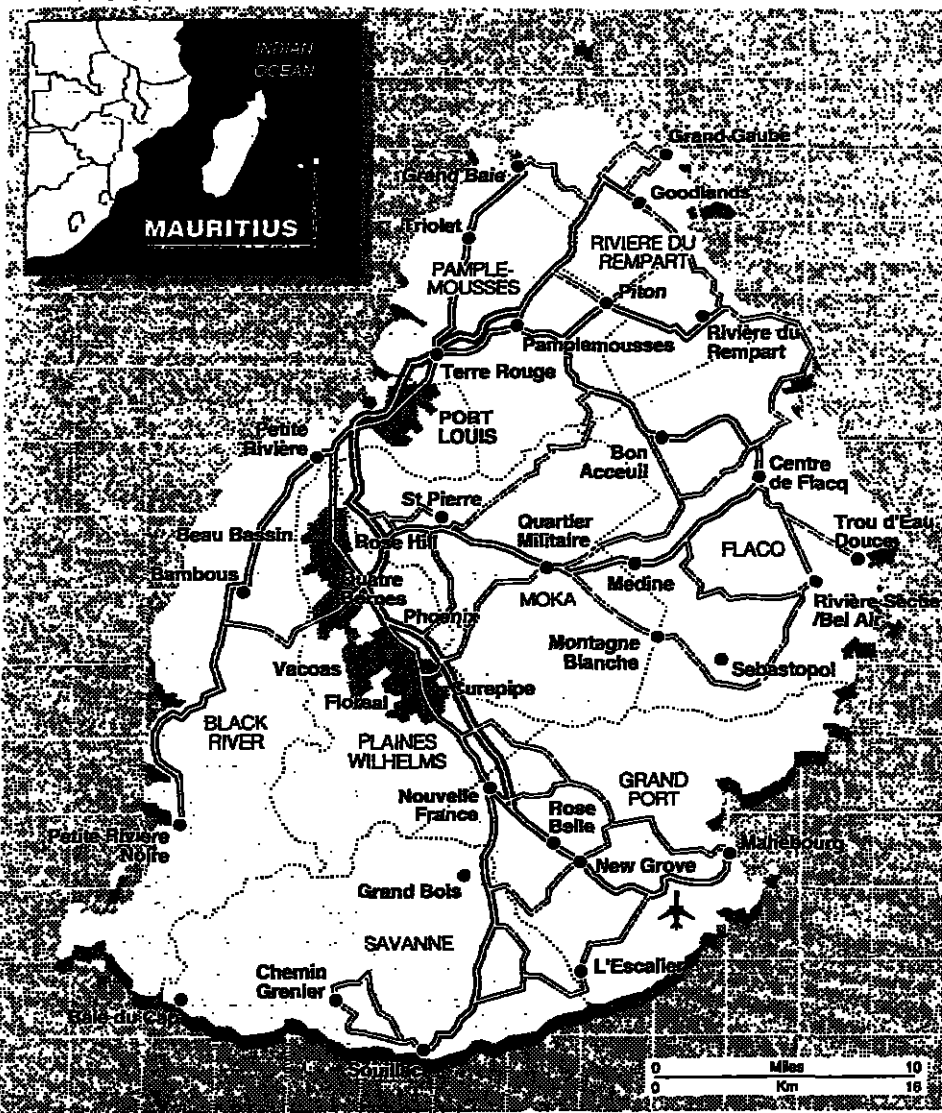 INDIAN
OCEAN
MAURITIUS
Grand Gaube
Grand Baie
Goodlands
Triolet
RIVIERE DU
REMPART
PAMPLE-
MOUSSES
Piton
Pamplemousses
Rivière du
Rempart
Terre Rouge
PORT
LOUIS
Petite
Rivière
Bon
Acceuil
Centre
de Flacq
St Pierre
Quartier
Militaire
Trou d'Eau
Douce
Beau Bassin
Rose Hill
FLACQ
Bambous
Quatre
Bornes
Médine
MOKA
Rivière Sèche
/Bel Air
Phoenix
Montagne
Blanche
Vacoas
Sebastopol
Curepipe
Floreal
BLACK
RIVER
PLAINES
WILHELMS
GRAND
PORT
Nouvelle
France
Rose
Belle
Petite Rivière
Noire
Mahebourg
New Grove
Grand Bois
SAVANNE
L'Escalier
Chemin
Grenier
Baie du Cap
Souillac
0 Miles 10
0 Km 16